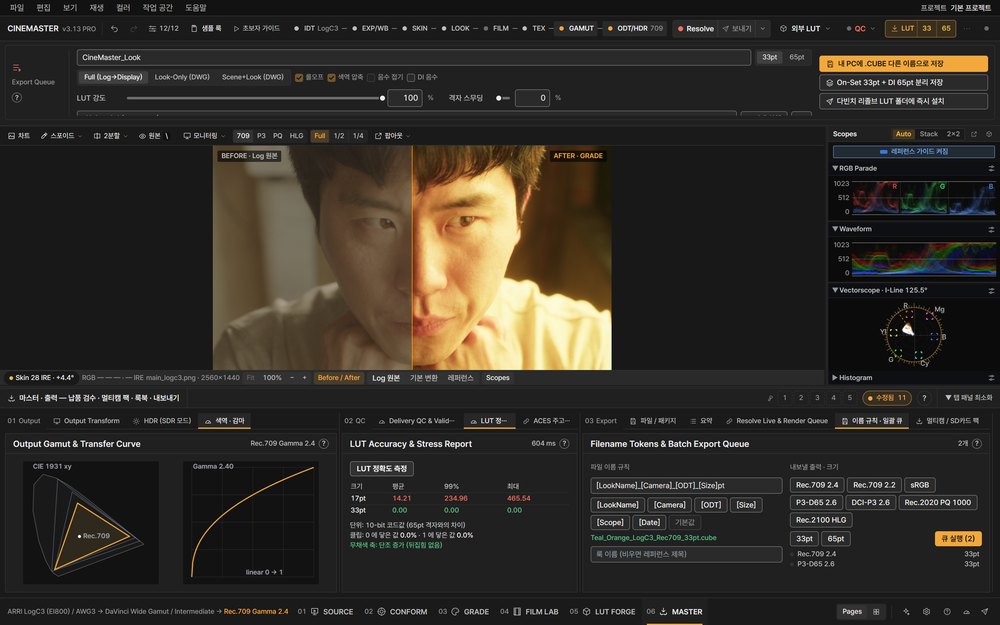 파일 편집 보기 재생 컬러 작업 공간 도움말 프로젝트 기본 프로젝트
CINEMASTER v3.13 PRO 12/12 샘플 룩 초보자 가이드 IDT LogC3 EXP/WB SKIN LOOK FILM TEX GAMUT ODT/HDR 709 Resolve 보내기 외부 LUT QC LUT 33 65
CineMaster_Look 33pt 65pt
Export Queue
Full (Log→Display) Look-Only (DWG) Scene+Look (DWG) 롤오프 색역 압축 음수 접기 DI 음수
LUT 강도 100 % 격자 스무딩 0 %
내 PC에 .CUBE 다른 이름으로 저장
On-Set 33pt + DI 65pt 분리 저장
다빈치 리졸브 LUT 폴더에 즉시 설치
차트 스포이드 2분할 원본 \ 모니터링 709 P3 PQ HLG Full 1/2 1/4 팝아웃
BEFORE · Log 원본
AFTER · GRADE
Scopes Auto Stack 2×2
레퍼런스 가이드 켜짐
RGB Parade
1023
512
0
R G B
Waveform
1023
512
0
Vectorscope · I-Line 125.5°
R Mg B Cy G Yl
Histogram
Skin 28 IRE · +4.4° RGB — — — · — IRE main_logc3.png · 2560×1440 Fit 100% − + Before / After Log 원본 기본 변환 레퍼런스 Scopes
마스터 · 출력 — 납품 검수 · 멀티캠 팩 · 룩북 · 내보내기 1 2 3 4 5 수정됨 11 ? 탭 패널 최소화
01 Output Output Transform HDR (SDR 모드) 색역 · 감마
Output Gamut & Transfer Curve Rec.709 Gamma 2.4 ?
CIE 1931 xy
Rec.709
Gamma 2.40
linear 0 → 1
02 QC Delivery QC & Valid··· LUT 정··· ACES 추고···
LUT Accuracy & Stress Report 604 ms ?
LUT 정확도 측정
크기 평균 99% 최대
17pt 14.21 234.96 465.54
33pt 0.00 0.00 0.00
단위: 10-bit 코드값 (65pt 격자와의 차이)
클립: 0 에 닿은 값 0.0% · 1 에 닿은 값 0.0%
무채색 축: 단조 증가 (뒤집힘 없음)
03 Export 파일 / 패키지 요약 Resolve Live & Render Queue 이름 규칙 · 일괄 큐 멀티캠 / SD카드 팩
Filename Tokens & Batch Export Queue 2개 ?
파일 이름 규칙
[LookName]_[Camera]_[ODT]_[Size]pt
[LookName] [Camera] [ODT] [Size]
[Scope] [Date] 기본값
Teal_Orange_LogC3_Rec709_33pt.cube
룩 이름 (비우면 레퍼런스 제목)
내보낼 출력 · 크기
Rec.709 2.4 Rec.709 2.2 sRGB
P3-D65 2.6 DCI-P3 2.6 Rec.2020 PQ 1000
Rec.2100 HLG
33pt 65pt 큐 실행 (2)
Rec.709 2.4 33pt
P3-D65 2.6 33pt
ARRI LogC3 (EI800) / AWG3 → DaVinci Wide Gamut / Intermediate → Rec.709 Gamma 2.4 01 SOURCE 02 CONFORM 03 GRADE 04 FILM LAB 05 LUT FORGE 06 MASTER Pages